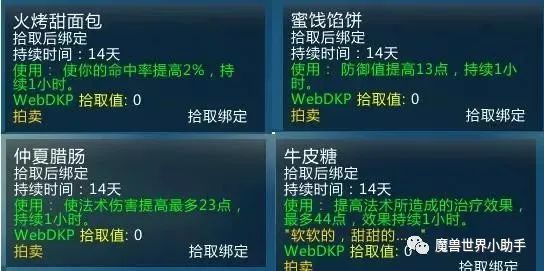 火烤甜面包
拾取后绑定
持续时间：14天
使用： 使你的命中率提高2%，持
续1小时。
WebDKP 拾取值: 0
拍卖 拾取绑定
蜜饯馅饼
拾取后绑定
持续时间：14天
使用： 防御值提高13点，持续1小
时。
WebDKP 拾取值: 0
拍卖 拾取绑定
仲夏腊肠
拾取后绑定
持续时间：14天
使用： 使法术伤害提高最多23点，
持续1小时。
WebDKP 拾取值: 0
拍卖 拾取绑定
牛皮糖
拾取后绑定
持续时间：14天
使用： 提高法术所造成的治疗效果，
最多44点，效果持续1小时。
"软软的，甜甜的...
WebDKP 拾取值: 0
拍卖 拾取绑定
魔兽世界小助手